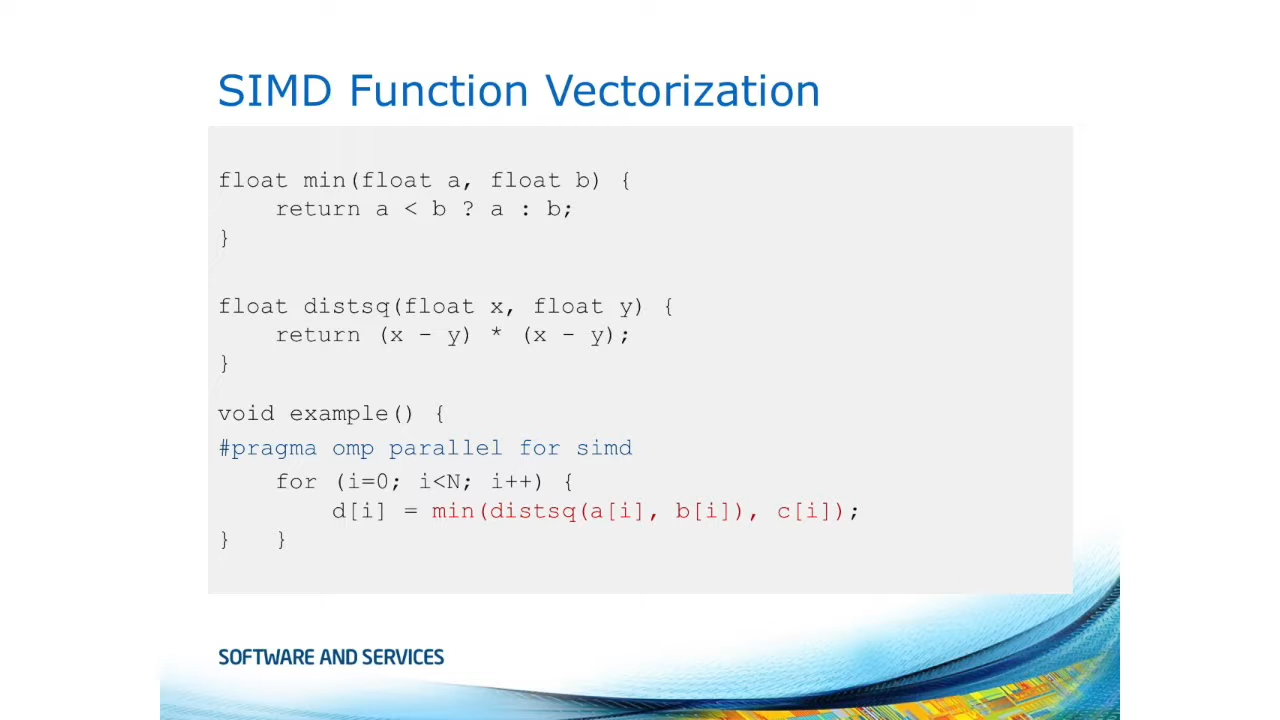 SIMD Function Vectorization
float min(float a, float b) {
    return a < b ? a : b;
}
float distsq(float x, float y) {
    return (x - y) * (x - y);
}
void example() {
#pragma omp parallel for simd
    for (i=0; i<N; i++) {
        d[i] = min(distsq(a[i], b[i]), c[i]);
}   }
SOFTWARE AND SERVICES